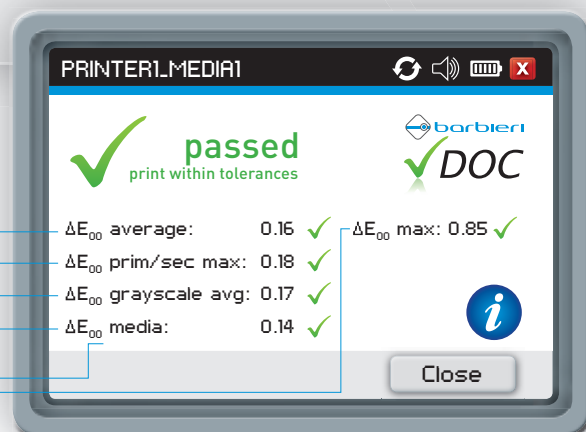 PRINTER1_MEDIA1
X
passed
print within tolerances
barbieri
DOC
ΔE₀₀ average: 0.16
ΔE₀₀ prim/sec max: 0.18
ΔE₀₀ grayscale avg: 0.17
ΔE₀₀ media: 0.14
ΔE₀₀ max: 0.85
i
Close